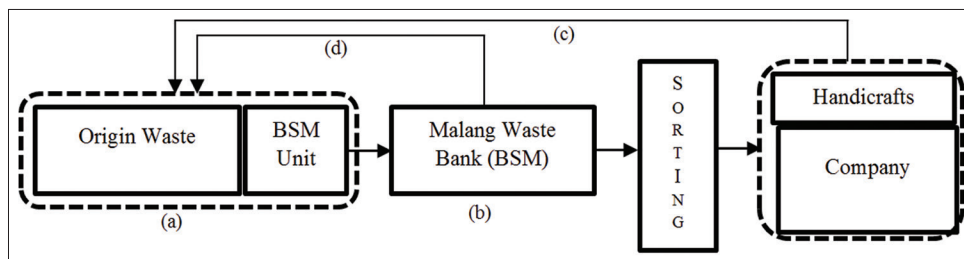 (c)
(d)
Origin Waste
BSM
Unit
Malang Waste
Bank (BSM)
S
O
R
T
I
N
G
Handicrafts
Company
(a)
(b)